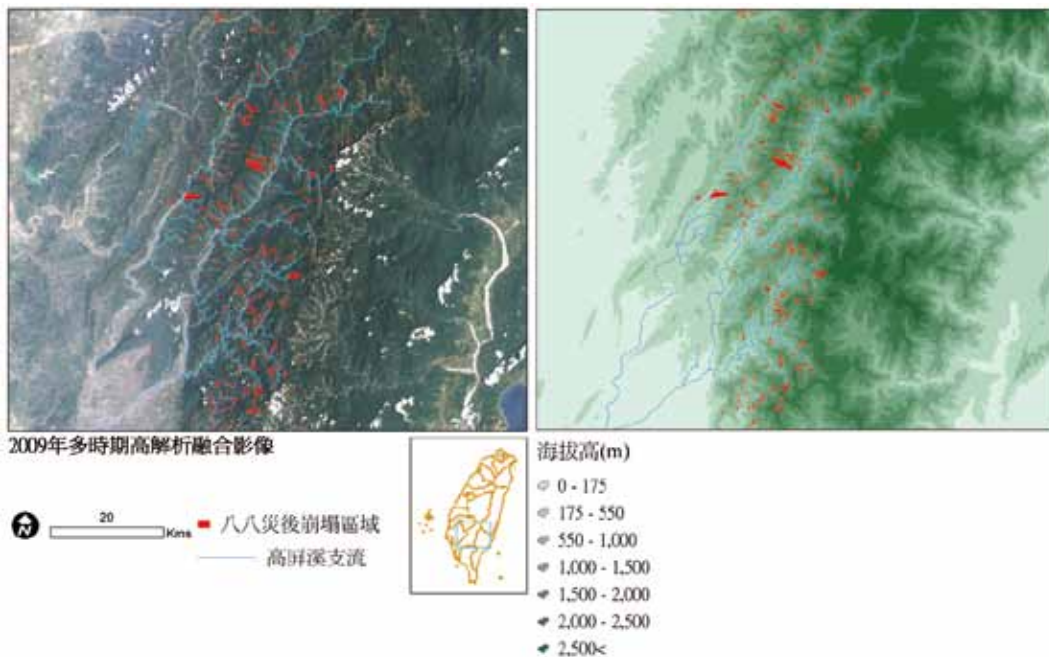 2009年多時期高解析融合影像
N
20
Kms
八八災後崩塌區域
高屏溪支流
海拔高(m)
0 - 175
175 - 550
550 - 1,000
1,000 - 1,500
1,500 - 2,000
2,000 - 2,500
2,500<